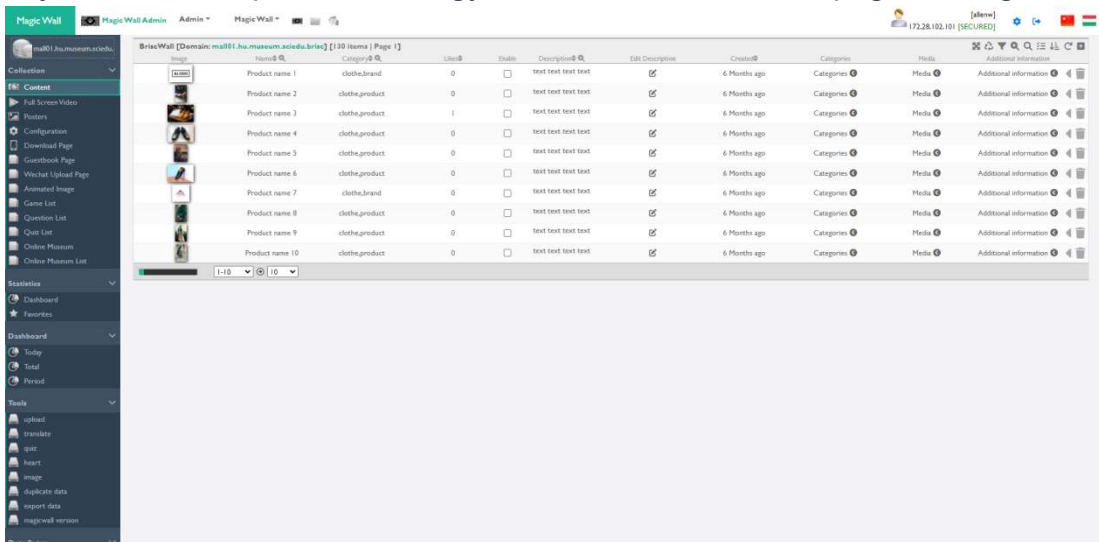 Magic Wall
Magic Wall Admin Admin Magic Wall
[allenw]
172.28.102.101 [SECURED]
mall01.hu.museum.sciedu.
BriseWall [Domain: mall01.hu.museum.sciedu.brise] [130 items | Page 1]
Image Name Category Likes Enable Description Edit Description Created Categories Media Additional Information
Product name 1 clothe,brand 0 text text text text 6 Months ago Categories Media Additional information
Product name 2 clothe,product 0 text text text text 6 Months ago Categories Media Additional information
Product name 3 clothe,product 1 text text text text 6 Months ago Categories Media Additional information
Product name 4 clothe,product 0 text text text text 6 Months ago Categories Media Additional information
Product name 5 clothe,product 0 text text text text 6 Months ago Categories Media Additional information
Product name 6 clothe,product 0 text text text text 6 Months ago Categories Media Additional information
Product name 7 clothe,brand 0 text text text text 6 Months ago Categories Media Additional information
Product name 8 clothe,product 0 text text text text 6 Months ago Categories Media Additional information
Product name 9 clothe,product 0 text text text text 6 Months ago Categories Media Additional information
Product name 10 clothe,product 0 text text text text 6 Months ago Categories Media Additional information
1-10 10
Collection
Content
Full Screen Video
Posters
Configuration
Download Page
Guestbook Page
Wechat Upload Page
Animated Image
Game List
Question List
Quiz List
Online Museum
Online Museum List
Statistics
Dashboard
Favorites
Dashboard
Today
Total
Period
Tools
upload
translate
quiz
heart
image
duplicate data
export data
magicwall version